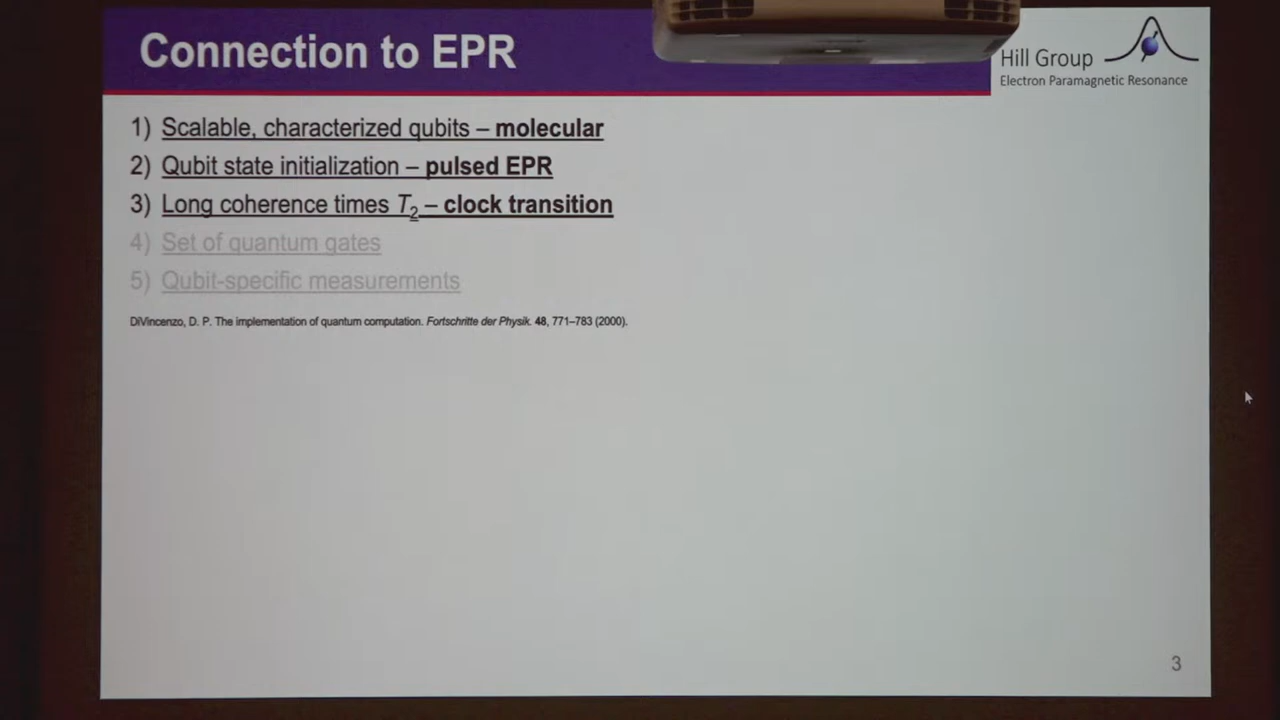 Connection to EPR
Hill Group
Electron Paramagnetic Resonance
1) Scalable, characterized qubits – molecular
2) Qubit state initialization – pulsed EPR
3) Long coherence times T2 – clock transition
4) Set of quantum gates
5) Qubit-specific measurements
DiVincenzo, D. P. The implementation of quantum computation. Fortschritte der Physik. 48, 771–783 (2000).
3